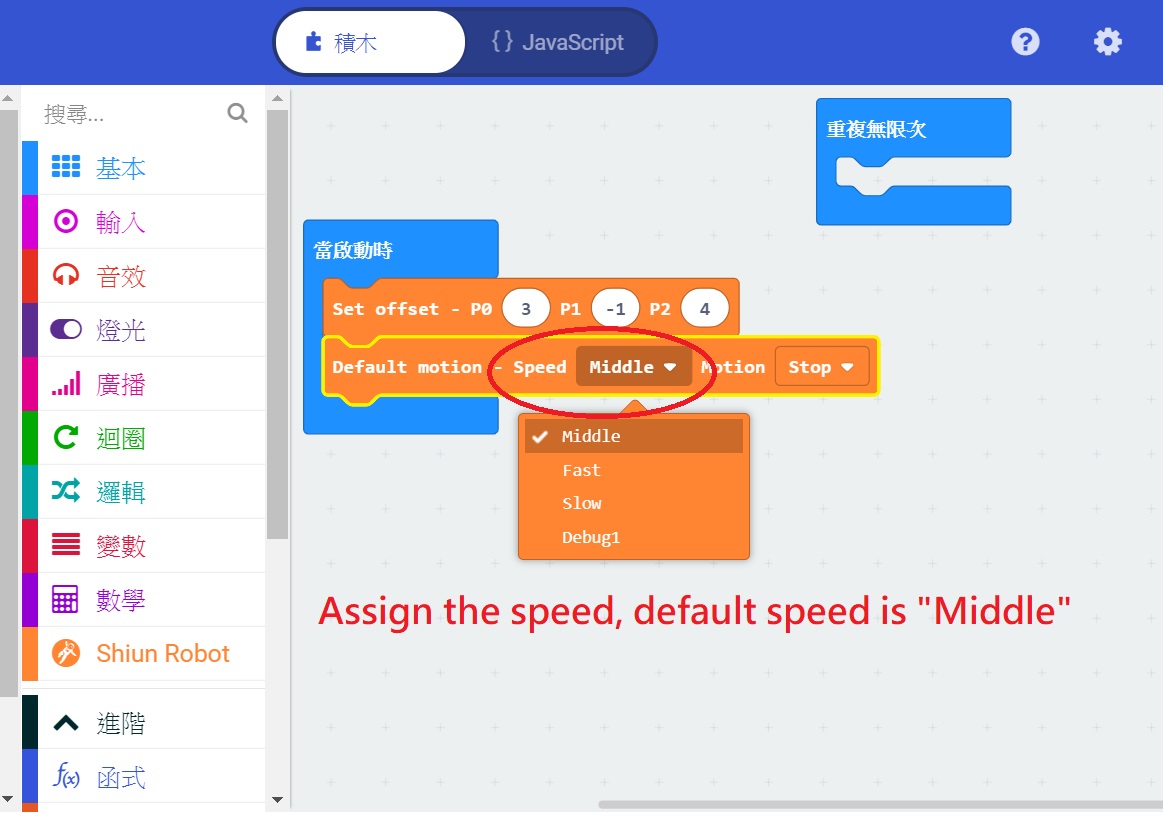 積木
{} JavaScript
搜尋...
基本
輸入
音效
燈光
廣播
迴圈
邏輯
變數
數學
Shiun Robot
進階
f(x) 函式
重複無限次
當啟動時
Set offset - P0 3 P1 -1 P2 4
Default motion - Speed Middle Motion Stop
Middle
Fast
Slow
Debug1
Assign the speed, default speed is "Middle"